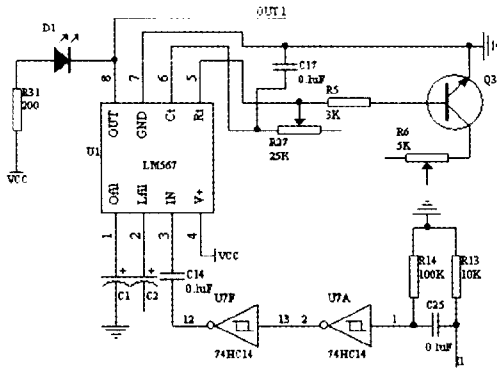 OUT1
D1
R31
200
VCC
8
7
6
5
C17
0.1uF
R5
3K
Q3
R27
25K
R6
5K
U1
OUT
GND
Ct
Rt
LM567
Ofil
Lfil
IN
V+
1
2
3
4
VCC
C1
C2
C14
0.1uF
U7F
U7A
12
13
2
1
74HC14
74HC14
R14
100K
R13
10K
C25
0.1uF